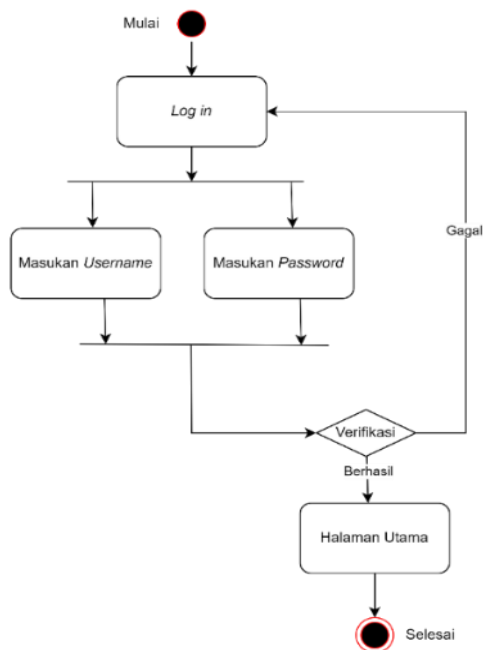 Mulai
Log in
Masukan Username
Masukan Password
Gagal
Verifikasi
Berhasil
Halaman Utama
Selesai